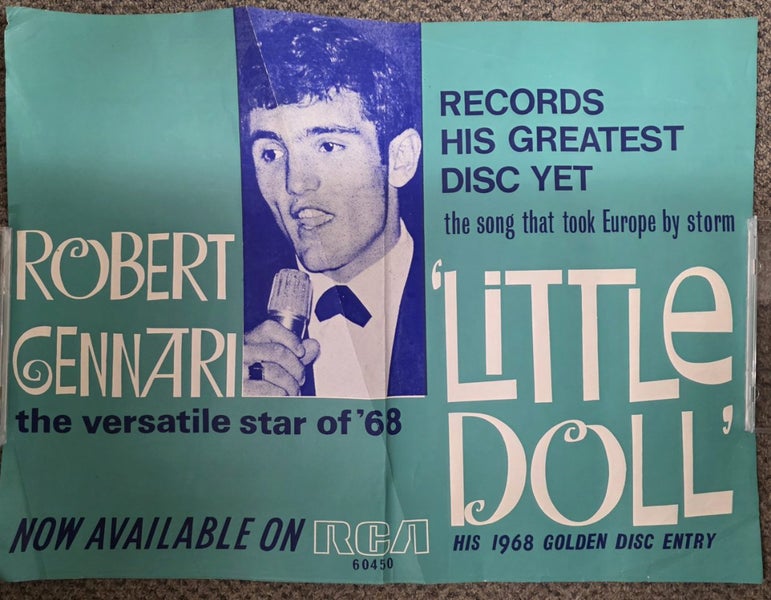 ROBERT
GENNARI
the versatile star of '68
NOW AVAILABLE ON RCA
60450
RECORDS
HIS GREATEST
DISC YET
the song that took Europe by storm
'LiTTLe
DOLL'
HIS 1968 GOLDEN DISC ENTRY